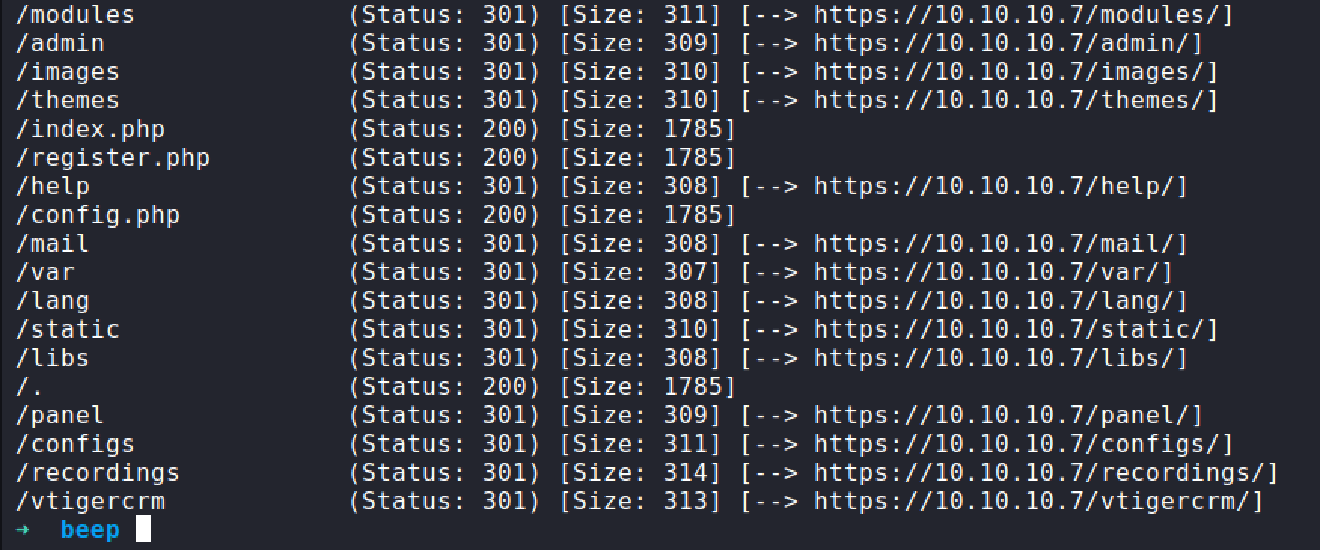 /modules              (Status: 301) [Size: 311] [--> https://10.10.10.7/modules/]
/admin                (Status: 301) [Size: 309] [--> https://10.10.10.7/admin/]
/images               (Status: 301) [Size: 310] [--> https://10.10.10.7/images/]
/themes               (Status: 301) [Size: 310] [--> https://10.10.10.7/themes/]
/index.php            (Status: 200) [Size: 1785]
/register.php         (Status: 200) [Size: 1785]
/help                 (Status: 301) [Size: 308] [--> https://10.10.10.7/help/]
/config.php           (Status: 200) [Size: 1785]
/mail                 (Status: 301) [Size: 308] [--> https://10.10.10.7/mail/]
/var                  (Status: 301) [Size: 307] [--> https://10.10.10.7/var/]
/lang                 (Status: 301) [Size: 308] [--> https://10.10.10.7/lang/]
/static               (Status: 301) [Size: 310] [--> https://10.10.10.7/static/]
/libs                 (Status: 301) [Size: 308] [--> https://10.10.10.7/libs/]
/.                    (Status: 200) [Size: 1785]
/panel                (Status: 301) [Size: 309] [--> https://10.10.10.7/panel/]
/configs              (Status: 301) [Size: 311] [--> https://10.10.10.7/configs/]
/recordings           (Status: 301) [Size: 314] [--> https://10.10.10.7/recordings/]
/vtigercrm            (Status: 301) [Size: 313] [--> https://10.10.10.7/vtigercrm/]
→  beep